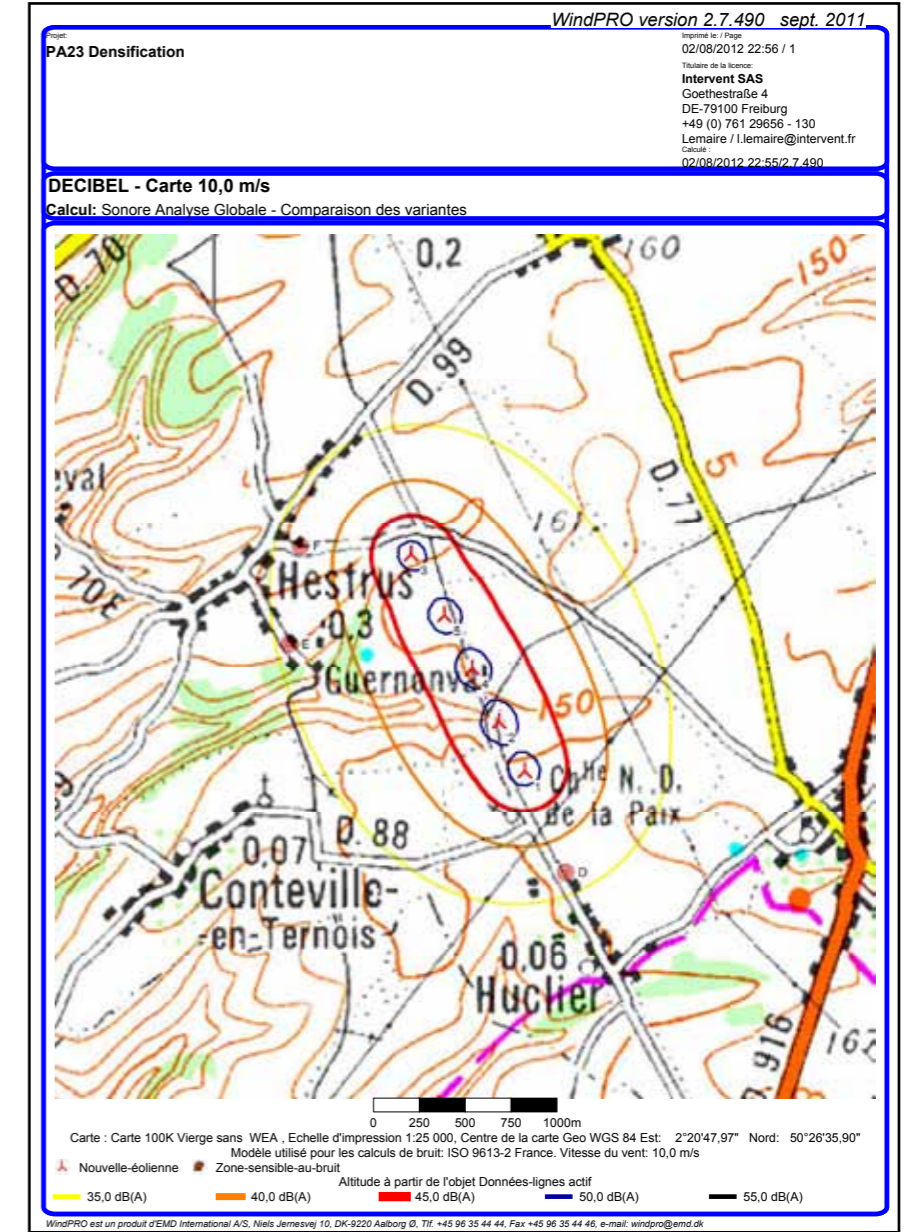 WindPRO version 2.7.490 sept. 2011
Projet:
PA23 Densification
Imprimé le: / Page
02/08/2012 22:56 / 1
Titulaire de la licence:
Intervent SAS
Goethestraße 4
DE-79100 Freiburg
+49 (0) 761 29656 - 130
Lemaire / l.lemaire@intervent.fr
Calculé :
02/08/2012 22:55/2.7.490
DECIBEL - Carte 10,0 m/s
Calcul: Sonore Analyse Globale - Comparaison des variantes
D. 70
0,2
160
150
D. 99
D. 77
5
eval
161
70E
F
3
Hestrus
0,3
5
E
Guernonval
150
2
1
Chlle N. D.
de la Paix
D. 88
0,07
Conteville-
-en-Ternois
D
0,06
Huclier
D. 916
162
0 250 500 750 1000m
Carte : Carte 100K Vierge sans WEA , Echelle d'impression 1:25 000, Centre de la carte Geo WGS 84 Est: 2°20'47,97" Nord: 50°26'35,90"
Modèle utilisé pour les calculs de bruit: ISO 9613-2 France. Vitesse du vent: 10,0 m/s
Nouvelle-éolienne Zone-sensible-au-bruit
Altitude à partir de l'objet Données-lignes actif
35,0 dB(A) 40,0 dB(A) 45,0 dB(A) 50,0 dB(A) 55,0 dB(A)
WindPRO est un produit d'EMD International A/S, Niels Jernesvej 10, DK-9220 Aalborg Ø, Tlf. +45 96 35 44 44, Fax +45 96 35 44 46, e-mail: windpro@emd.dk